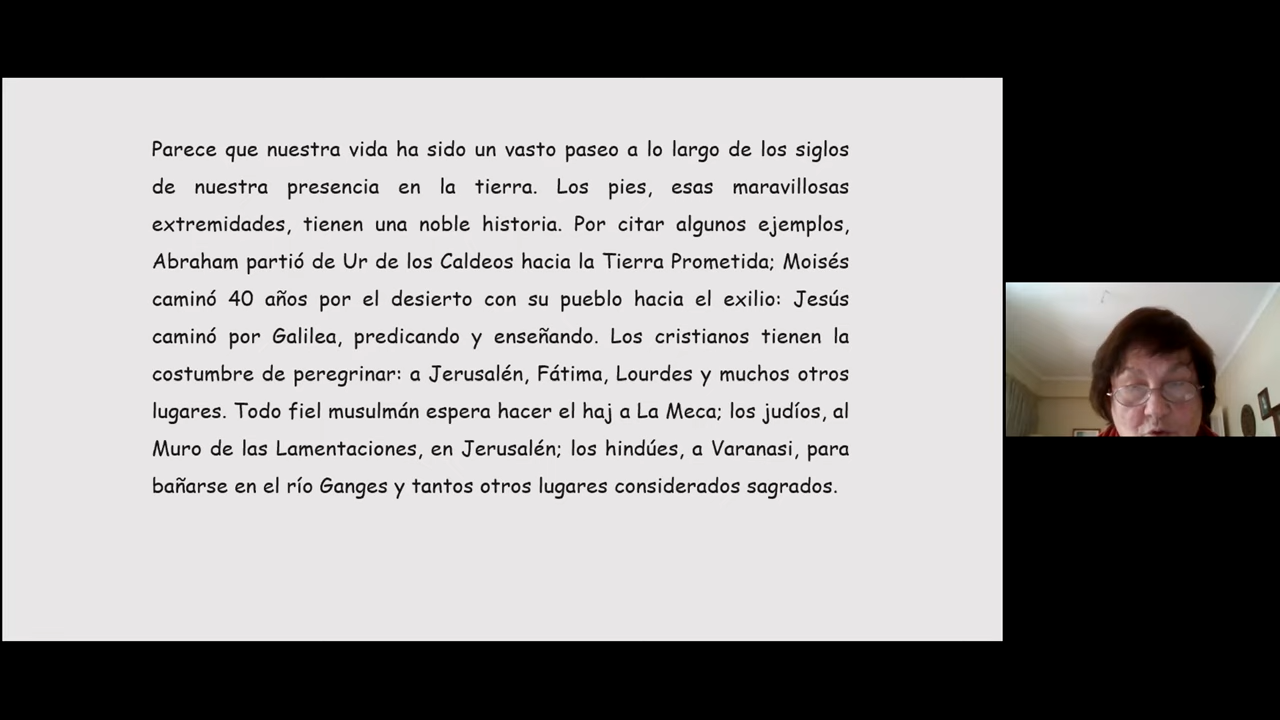 Parece que nuestra vida ha sido un vasto paseo a lo largo de los siglos
de nuestra presencia en la tierra. Los pies, esas maravillosas
extremidades, tienen una noble historia. Por citar algunos ejemplos,
Abraham partió de Ur de los Caldeos hacia la Tierra Prometida; Moisés
caminó 40 años por el desierto con su pueblo hacia el exilio: Jesús
caminó por Galilea, predicando y enseñando. Los cristianos tienen la
costumbre de peregrinar: a Jerusalén, Fátima, Lourdes y muchos otros
lugares. Todo fiel musulmán espera hacer el haj a La Meca; los judíos, al
Muro de las Lamentaciones, en Jerusalén; los hindúes, a Varanasi, para
bañarse en el río Ganges y tantos otros lugares considerados sagrados.